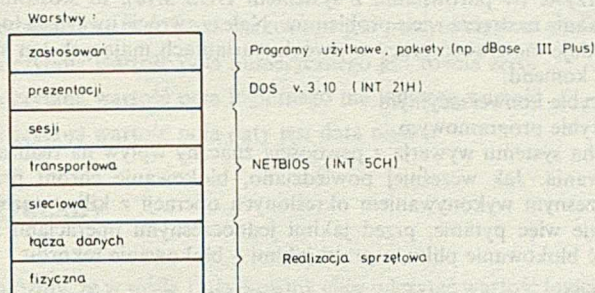 Warstwy :
zastosowań
Programy użytkowe, pakiety (np. dBase III Plus)
prezentacji
DOS v. 3.10 (INT 21H)
sesji
transportowa
NETBIOS (INT 5CH)
sieciowa
łącza danych
Realizacja sprzętowa
fizyczna